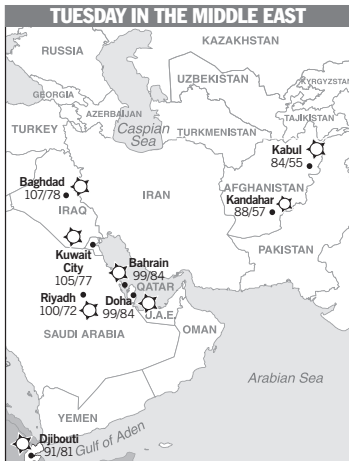 TUESDAY IN THE MIDDLE EAST
KAZAKHSTAN
RUSSIA
UZBEKISTAN
KYRGYZSTAN
GEORGIA
AZERBAIJAN
TAJIKISTAN
TURKEY
Caspian
Sea
TURKMENISTAN
Kabul
84/55
Baghdad
107/78
IRAN
AFGHANISTAN
Kandahar
88/57
IRAQ
PAKISTAN
Kuwait
City
105/77
Bahrain
99/84
QATAR
Riyadh
100/72
Doha
99/84
U.A.E.
OMAN
SAUDI ARABIA
Arabian Sea
YEMEN
Djibouti
91/81
Gulf of Aden